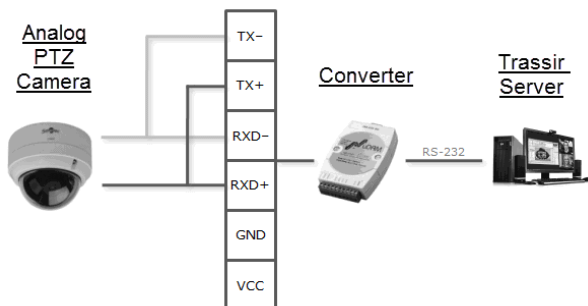 Analog
PTZ
Camera
TX-
TX+
RXD-
RXD+
GND
VCC
Converter
RS-232
Trassir
Server